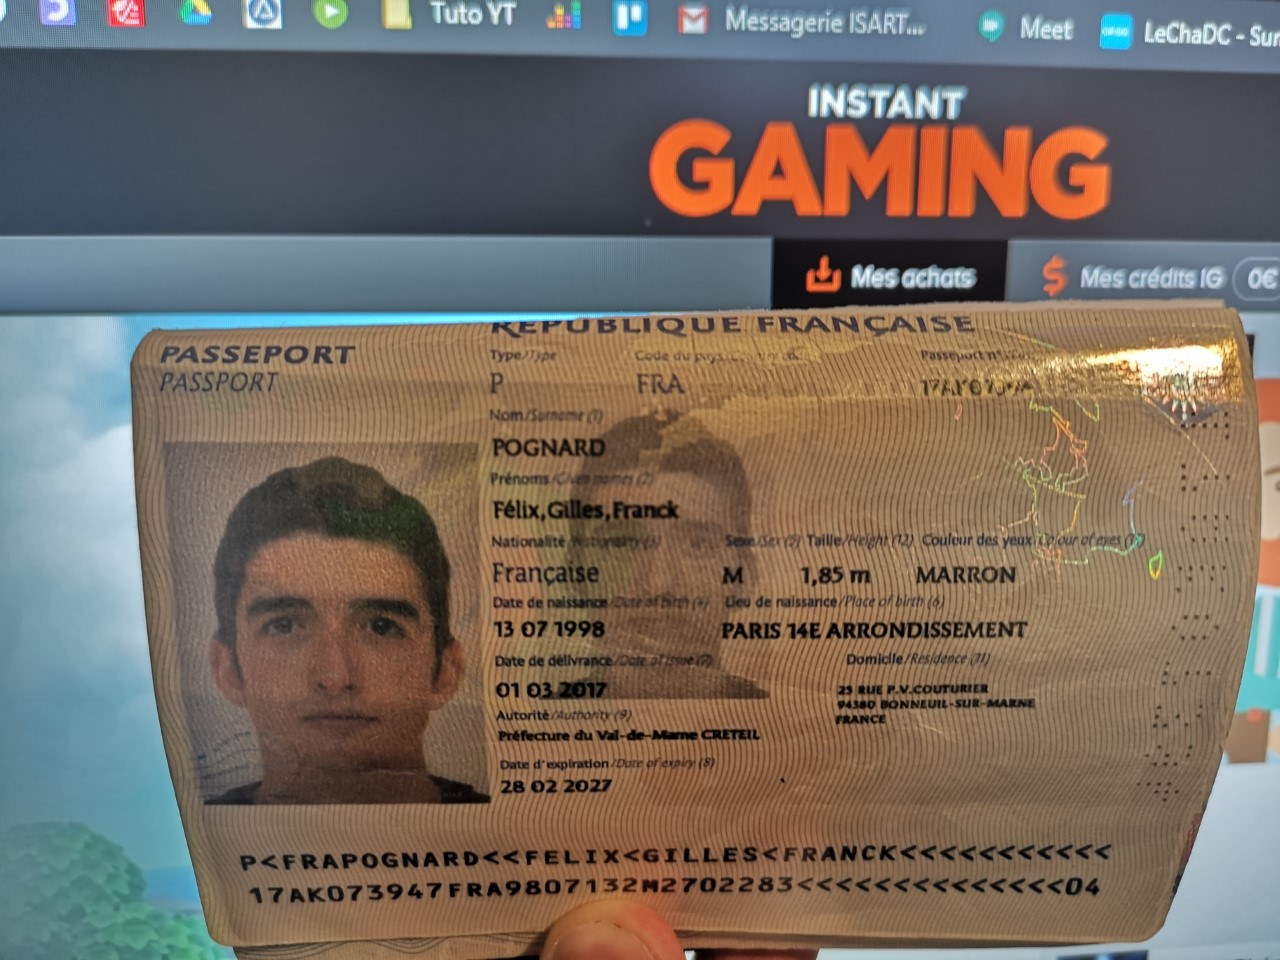 Tuto YT
Messagerie ISART...
Meet
LeChaDC - Sur
INSTANT
GAMING
Mes achats
Mes crédits IG 0€
REPUBLIQUE FRANÇAISE
PASSEPORT
PASSPORT
Type/Type Code du pays/Country code Passeport n°
P FRA
Nom/Surname (1)
POGNARD
Prénoms/Given names (2)
Félix,Gilles,Franck
Nationalité/Nationality (3) Sexe/Sex (5) Taille/Height (12) Couleur des yeux/Colour of eyes
Française M 1,85 m MARRON
Date de naissance/Date of Birth (4) Lieu de naissance/Place of birth (6)
13 07 1998 PARIS 14E ARRONDISSEMENT
Date de délivrance/Date of issue (7) Domicile/Residence (11)
01 03 2017 25 RUE P.V.COUTURIER
94380 BONNEUIL-SUR-MARNE
FRANCE
Autorité/Authority (9)
Préfecture du Val-de-Marne CRETEIL
Date d'expiration/Date of expiry (8)
28 02 2027
P<FRAPOGNARD<<FELIX<GILLES<FRANCK<<<<<<<<<<<
17AK073947FRA9807132M2702283<<<<<<<<<<<<<<04